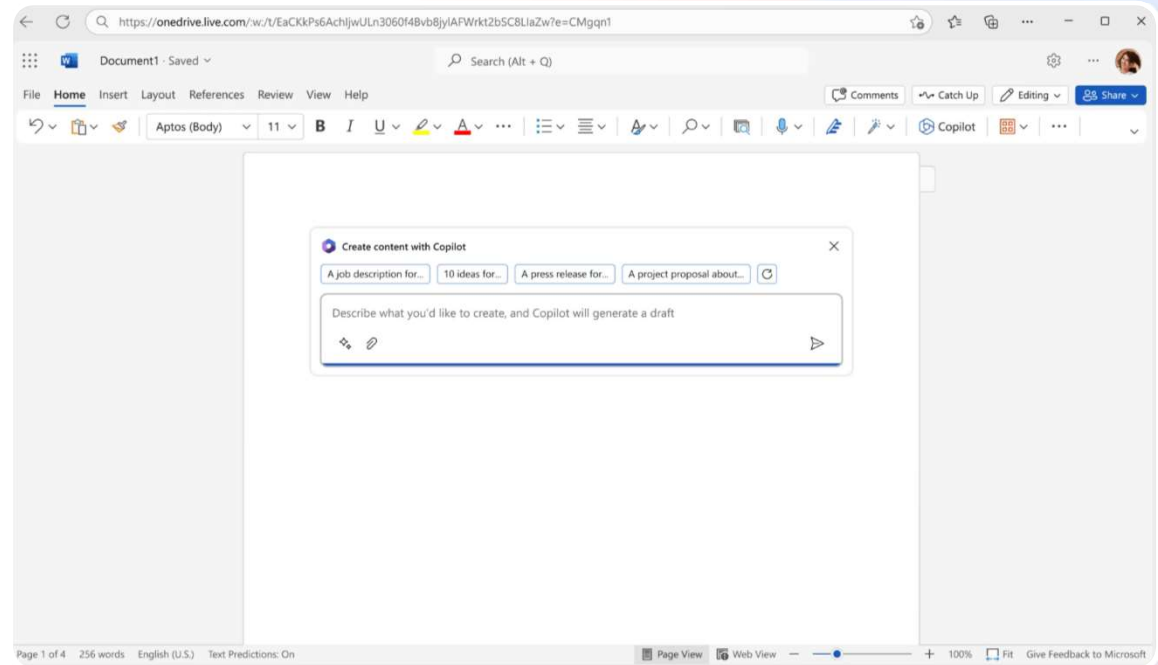 https://onedrive.live.com/:w:/t/EaCKkPs6AchljwULn3060f4Bvb8jylAFWrkt2bSC8LlaZw?e=CMgqn1
W Document1 · Saved Search (Alt + Q)
File Home Insert Layout References Review View Help Comments Catch Up Editing Share
Aptos (Body) 11 B I U A Copilot
Create content with Copilot
A job description for... 10 ideas for... A press release for... A project proposal about...
Describe what you'd like to create, and Copilot will generate a draft
Page 1 of 4 256 words English (U.S.) Text Predictions: On Page View Web View 100% Fit Give Feedback to Microsoft